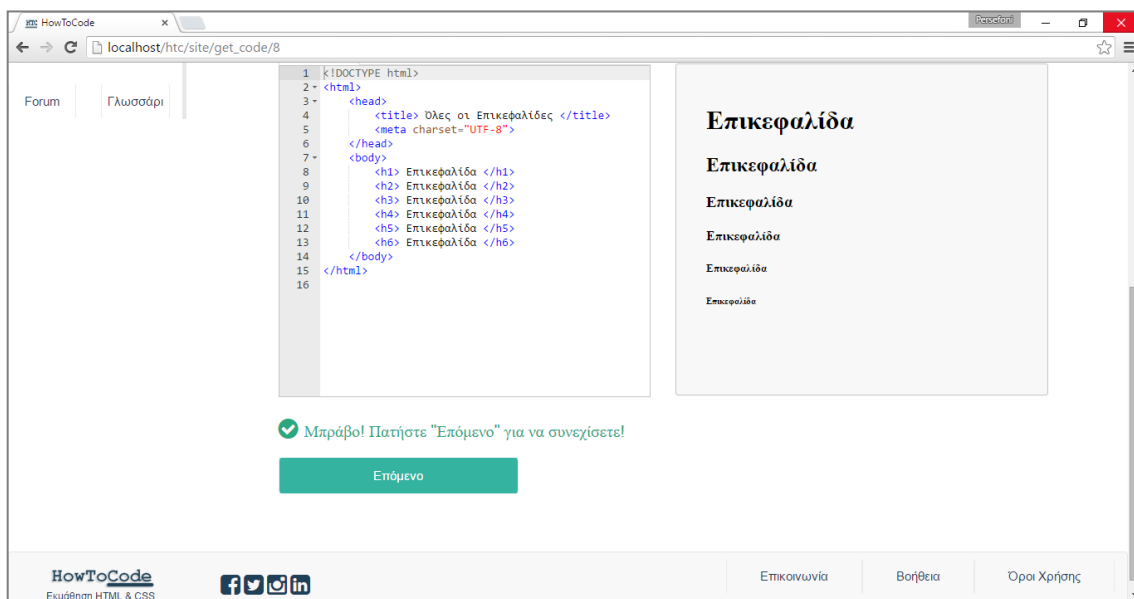 HTC HowToCode
Persefoni
localhost/htc/site/get_code/8
Forum Γλωσσάρι
1 <!DOCTYPE html>
2 <html>
3 <head>
4 <title> Όλες οι Επικεφαλίδες </title>
5 <meta charset="UTF-8">
6 </head>
7 <body>
8 <h1> Επικεφαλίδα </h1>
9 <h2> Επικεφαλίδα </h2>
10 <h3> Επικεφαλίδα </h3>
11 <h4> Επικεφαλίδα </h4>
12 <h5> Επικεφαλίδα </h5>
13 <h6> Επικεφαλίδα </h6>
14 </body>
15 </html>
16
Επικεφαλίδα
Επικεφαλίδα
Επικεφαλίδα
Επικεφαλίδα
Επικεφαλίδα
Επικεφαλίδα
Μπράβο! Πατήστε "Επόμενο" για να συνεχίσετε!
Επόμενο
HowToCode
Εκμάθηση HTML & CSS
Επικοινωνία Βοήθεια Όροι Χρήσης